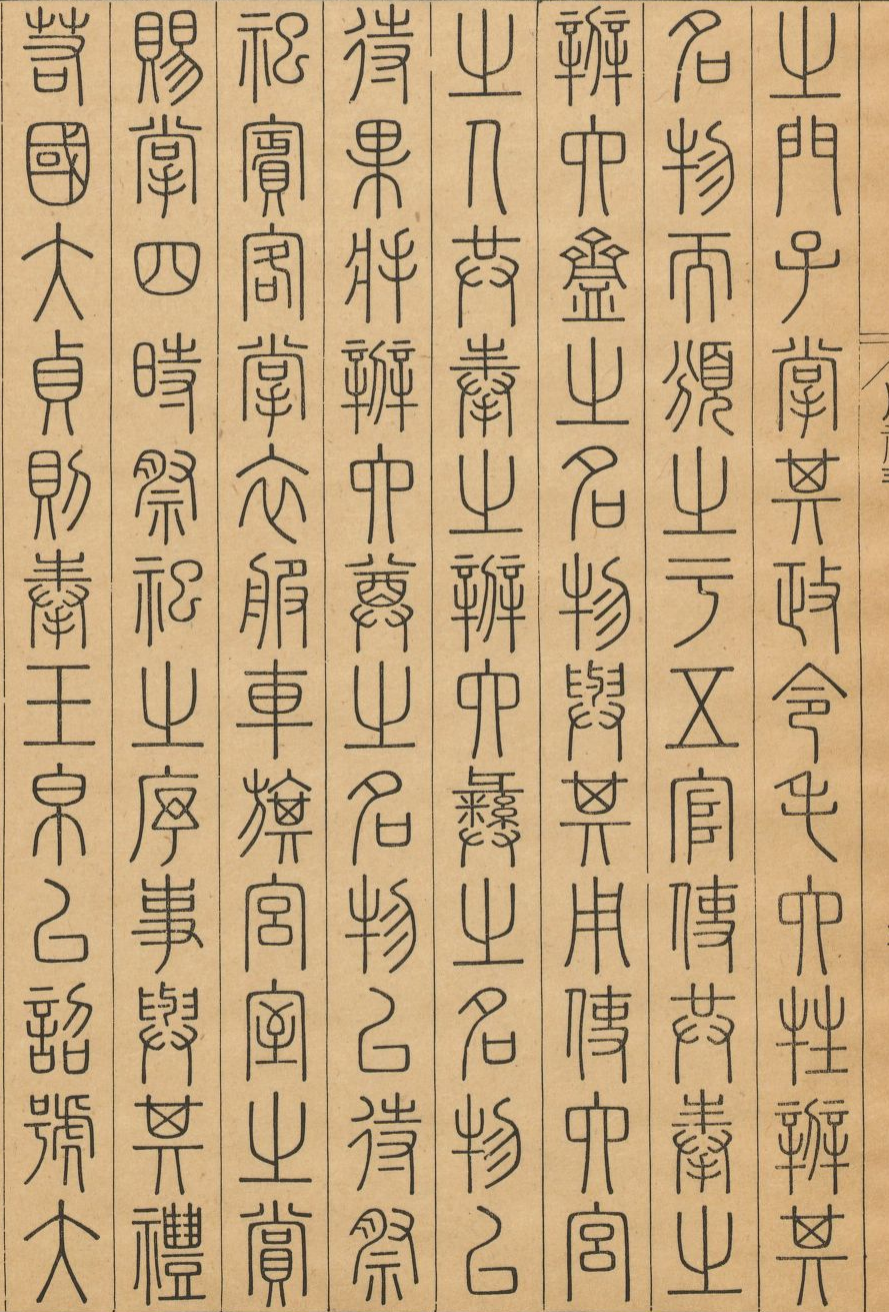 之門子掌其政令毛六牲辨其
名物而頒之于五官使共奉之
辨六齍之名物與其用使六宮
之人共奉之辨六彝之名物以
待果將辨六尊之名物以待祭
祀賓客掌衣服車旗宮室之賞
賜掌四時祭祀之序事與其禮
若國大貞則奉玉帛以詔號大